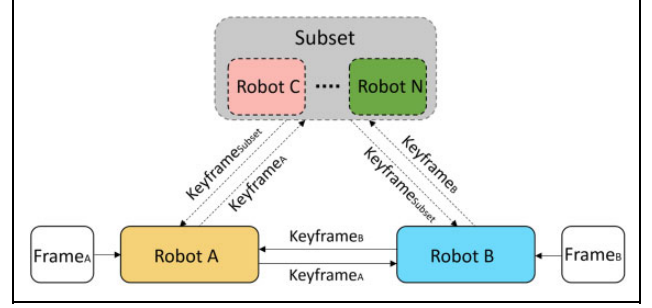 Subset
Robot C .... Robot N
KeyframeSubset
KeyframeA
KeyframeB
KeyframeSubset
FrameA
Robot A
KeyframeB
KeyframeA
Robot B
FrameB